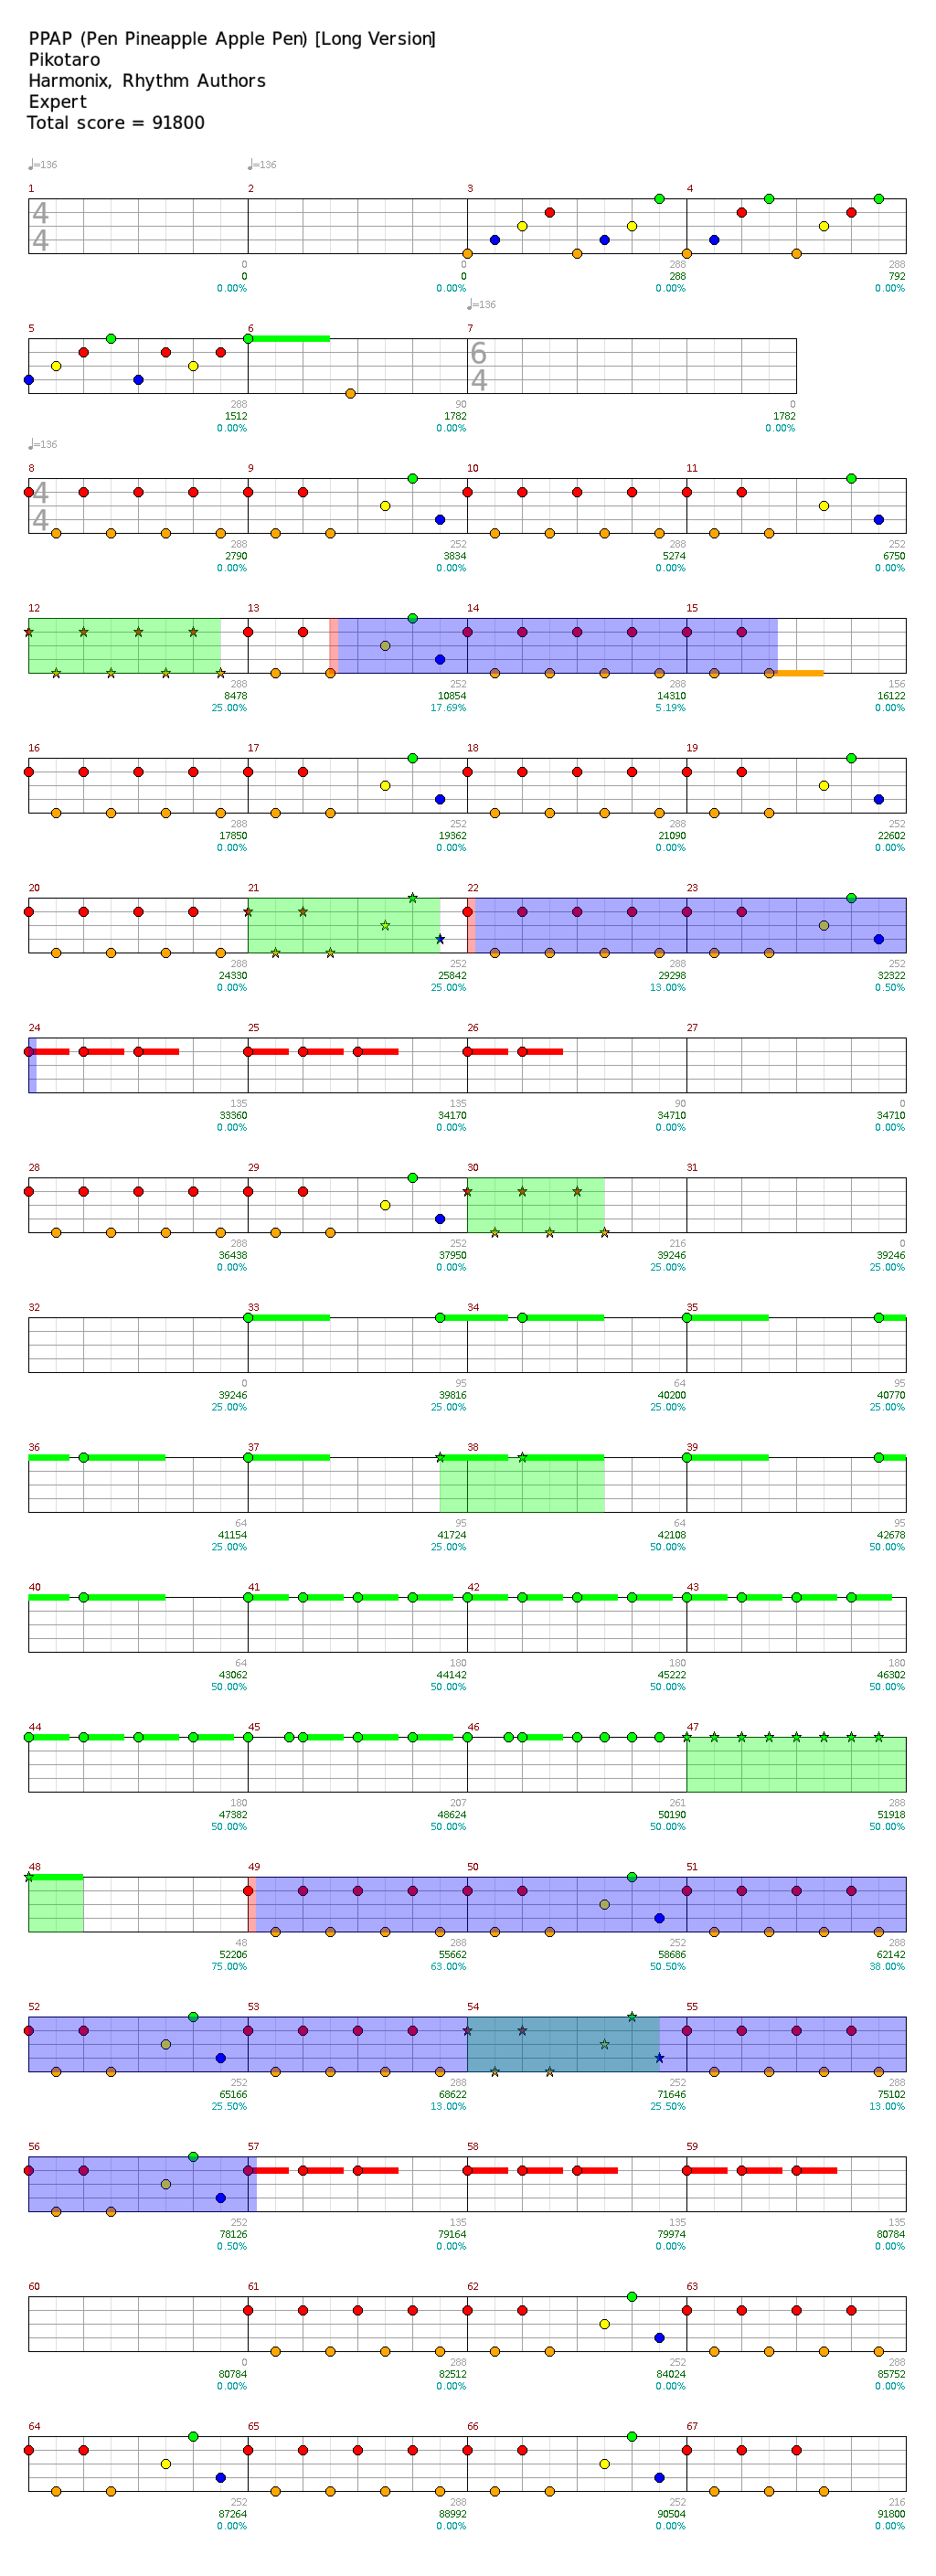 PPAP (Pen Pineapple Apple Pen) [Long Version]
Pikotaro
Harmonix, Rhythm Authors
Expert
Total score = 91800
♩=136 ♩=136
1 2 3 4
4
4
0 0 288 288
0 0 288 792
0.00% 0.00% 0.00% 0.00%
♩=136
5 6 7
6
4
288 90 0
1512 1782 1782
0.00% 0.00% 0.00%
♩=136
8 9 10 11
4
4
288 252 288 252
2790 3834 5274 6750
0.00% 0.00% 0.00% 0.00%
12 13 14 15
288 252 288 156
8478 10854 14310 16122
25.00% 17.69% 5.19% 0.00%
16 17 18 19
288 252 288 252
17850 19362 21090 22602
0.00% 0.00% 0.00% 0.00%
20 21 22 23
288 252 288 252
24330 25842 29298 32322
0.00% 25.00% 13.00% 0.50%
24 25 26 27
135 135 90 0
33360 34170 34710 34710
0.00% 0.00% 0.00% 0.00%
28 29 30 31
288 252 216 0
36438 37950 39246 39246
0.00% 0.00% 25.00% 25.00%
32 33 34 35
0 95 64 95
39246 39816 40200 40770
25.00% 25.00% 25.00% 25.00%
36 37 38 39
64 95 64 95
41154 41724 42108 42678
25.00% 25.00% 50.00% 50.00%
40 41 42 43
64 180 180 180
43062 44142 45222 46302
50.00% 50.00% 50.00% 50.00%
44 45 46 47
180 207 261 288
47382 48624 50190 51918
50.00% 50.00% 50.00% 50.00%
48 49 50 51
48 288 252 288
52206 55662 58686 62142
75.00% 63.00% 50.50% 38.00%
52 53 54 55
252 288 252 288
65166 68622 71646 75102
25.50% 13.00% 25.50% 13.00%
56 57 58 59
252 135 135 135
78126 79164 79974 80784
0.50% 0.00% 0.00% 0.00%
60 61 62 63
0 288 252 288
80784 82512 84024 85752
0.00% 0.00% 0.00% 0.00%
64 65 66 67
252 288 252 216
87264 88992 90504 91800
0.00% 0.00% 0.00% 0.00%